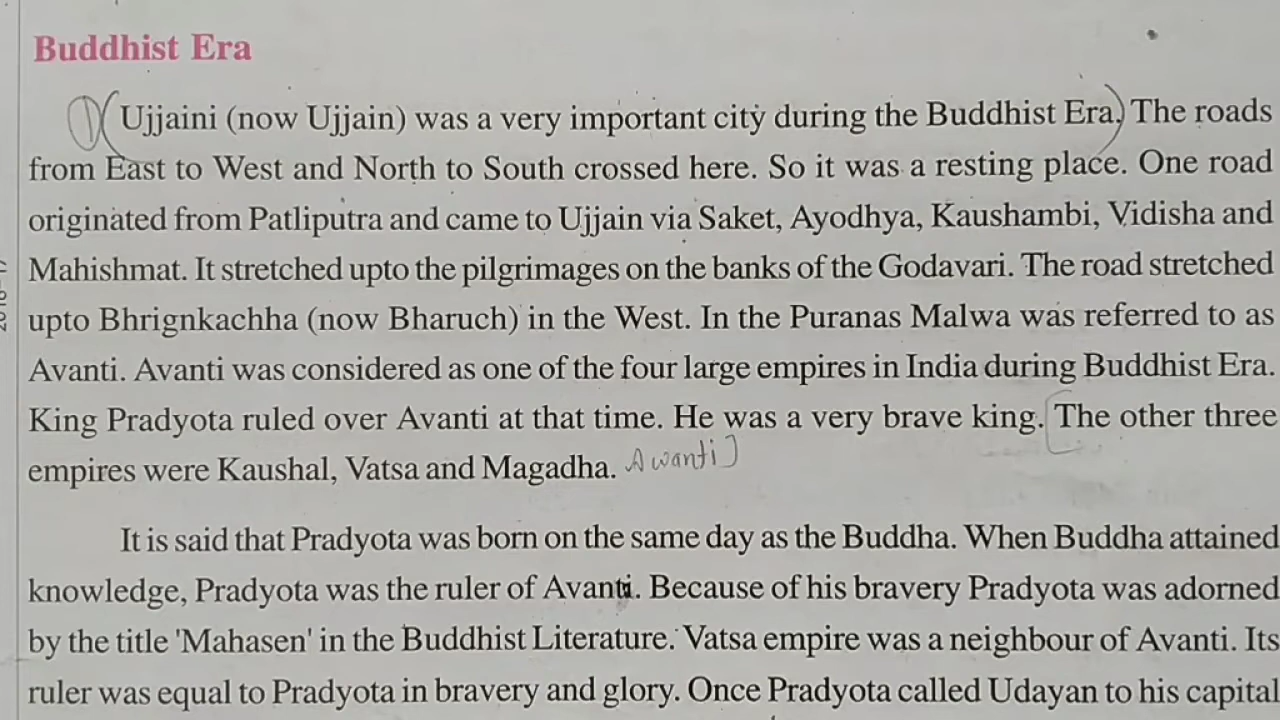 Buddhist Era
① (Ujjaini (now Ujjain) was a very important city during the Buddhist Era.) The roads
from East to West and North to South crossed here. So it was a resting place. One road
originated from Patliputra and came to Ujjain via Saket, Ayodhya, Kaushambi, Vidisha and
Mahishmat. It stretched upto the pilgrimages on the banks of the Godavari. The road stretched
upto Bhrignkachha (now Bharuch) in the West. In the Puranas Malwa was referred to as
Avanti. Avanti was considered as one of the four large empires in India during Buddhist Era.
King Pradyota ruled over Avanti at that time. He was a very brave king. [The other three
empires were Kaushal, Vatsa and Magadha. Awanti]
It is said that Pradyota was born on the same day as the Buddha. When Buddha attained
knowledge, Pradyota was the ruler of Avanti. Because of his bravery Pradyota was adorned
by the title 'Mahasen' in the Buddhist Literature. Vatsa empire was a neighbour of Avanti. Its
ruler was equal to Pradyota in bravery and glory. Once Pradyota called Udayan to his capital